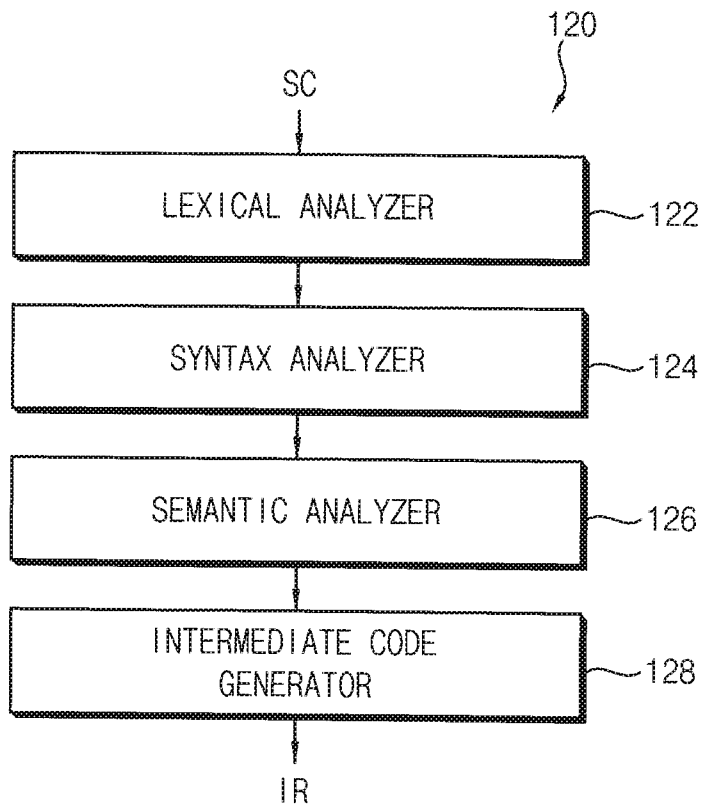 120
SC
LEXICAL ANALYZER
122
SYNTAX ANALYZER
124
SEMANTIC ANALYZER
126
INTERMEDIATE CODE
GENERATOR
128
IR